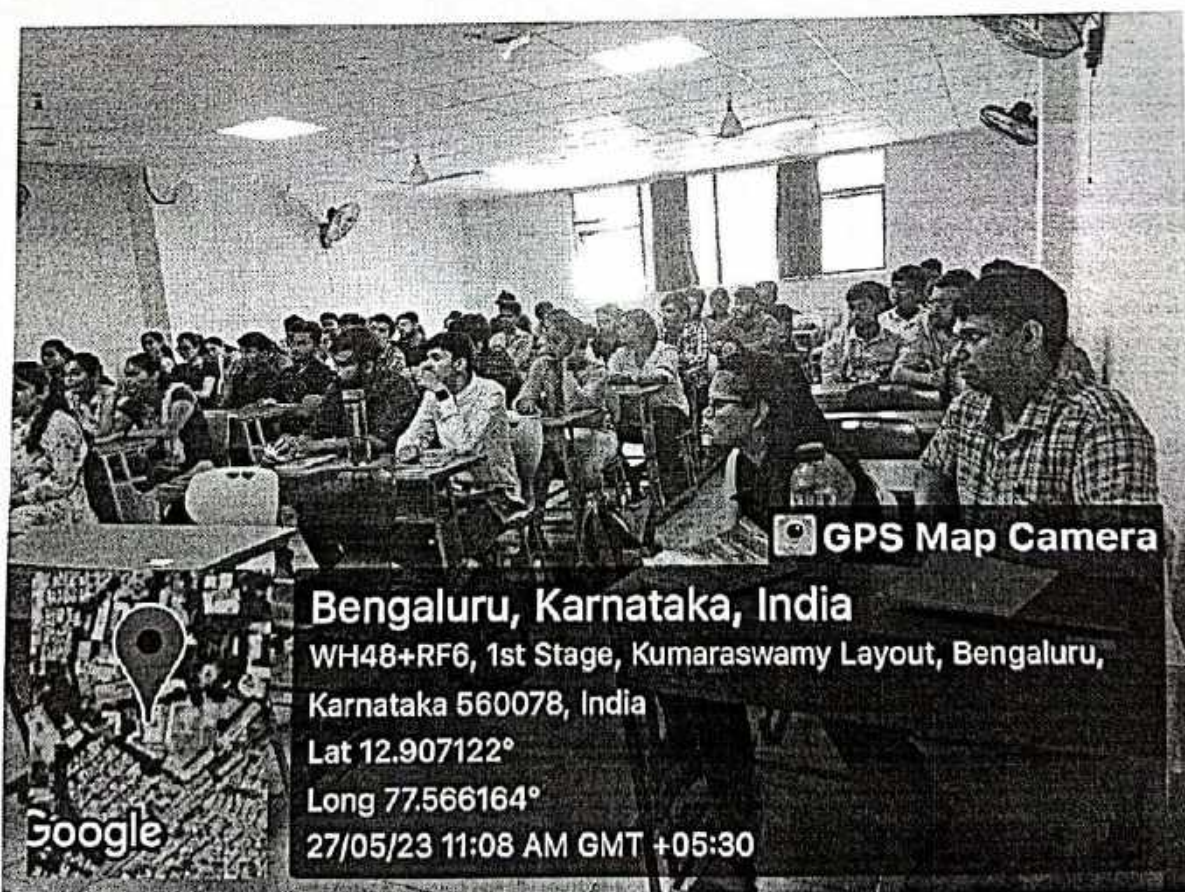 GPS Map Camera
Bengaluru, Karnataka, India
WH48+RF6, 1st Stage, Kumaraswamy Layout, Bengaluru,
Karnataka 560078, India
Lat 12.907122°
Long 77.566164°
27/05/23 11:08 AM GMT +05:30
Google